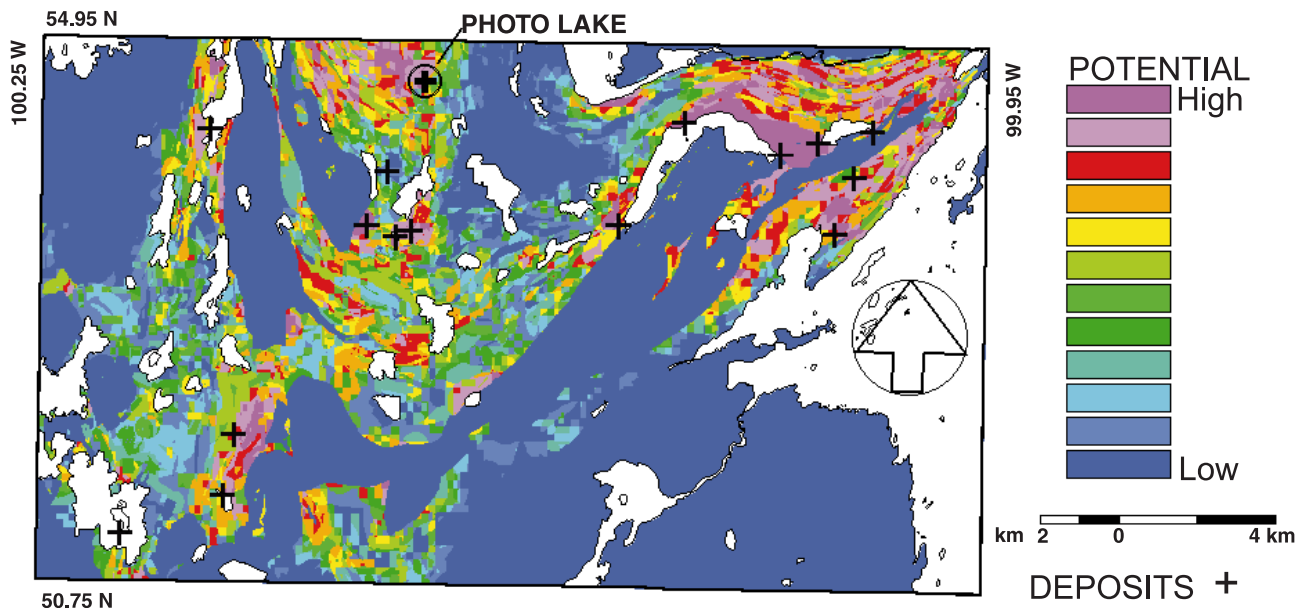 54.95 N
PHOTO LAKE
100.25 W
99.95 W
POTENTIAL
High
Low
km 2 0 4 km
50.75 N
DEPOSITS +